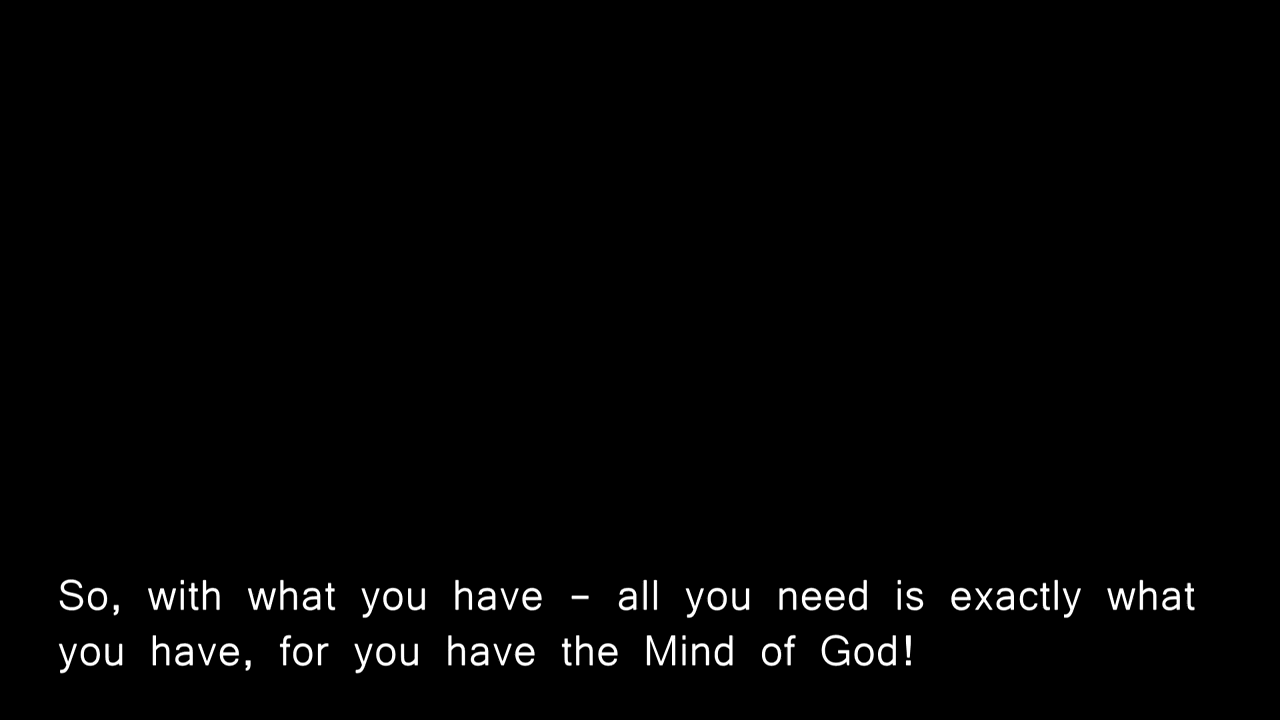 So, with what you have – all you need is exactly what
you have, for you have the Mind of God!